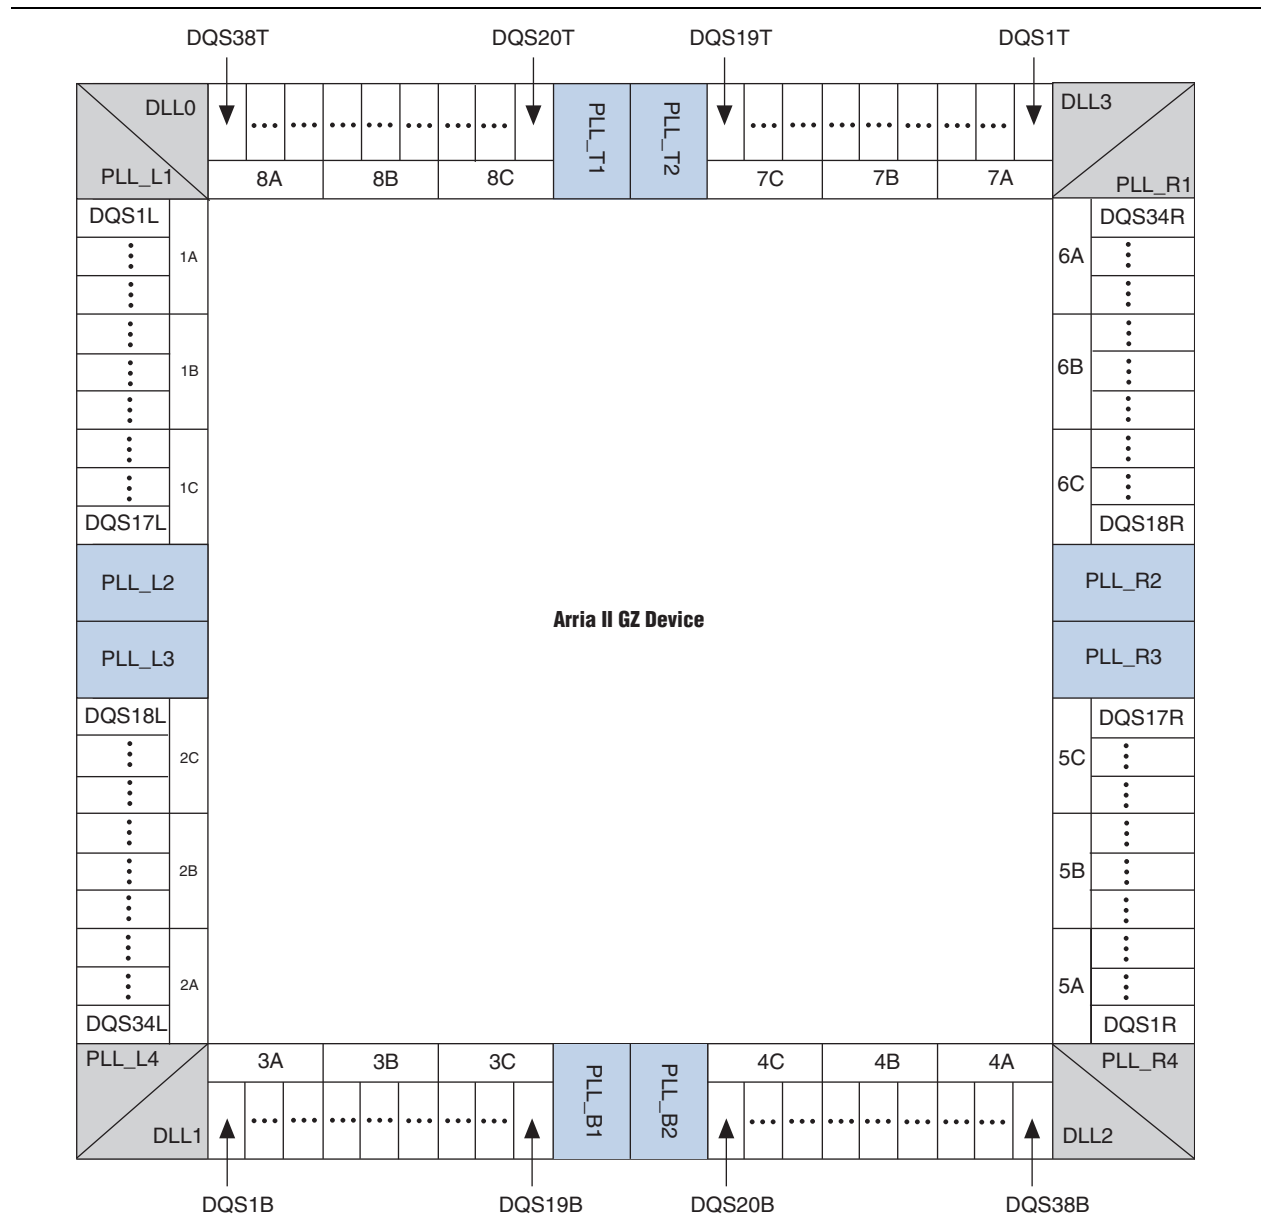 DQS38T DQS20T DQS19T DQS1T
DLL0 PLL_T1 PLL_T2 DLL3
PLL_L1 8A 8B 8C 7C 7B 7A PLL_R1
DQS1L DQS34R
1A 6A
1B 6B
1C 6C
DQS17L DQS18R
PLL_L2 PLL_R2
Arria II GZ Device
PLL_L3 PLL_R3
DQS18L DQS17R
2C 5C
2B 5B
2A 5A
DQS34L DQS1R
PLL_L4 3A 3B 3C PLL_B1 PLL_B2 4C 4B 4A PLL_R4
DLL1 DLL2
DQS1B DQS19B DQS20B DQS38B